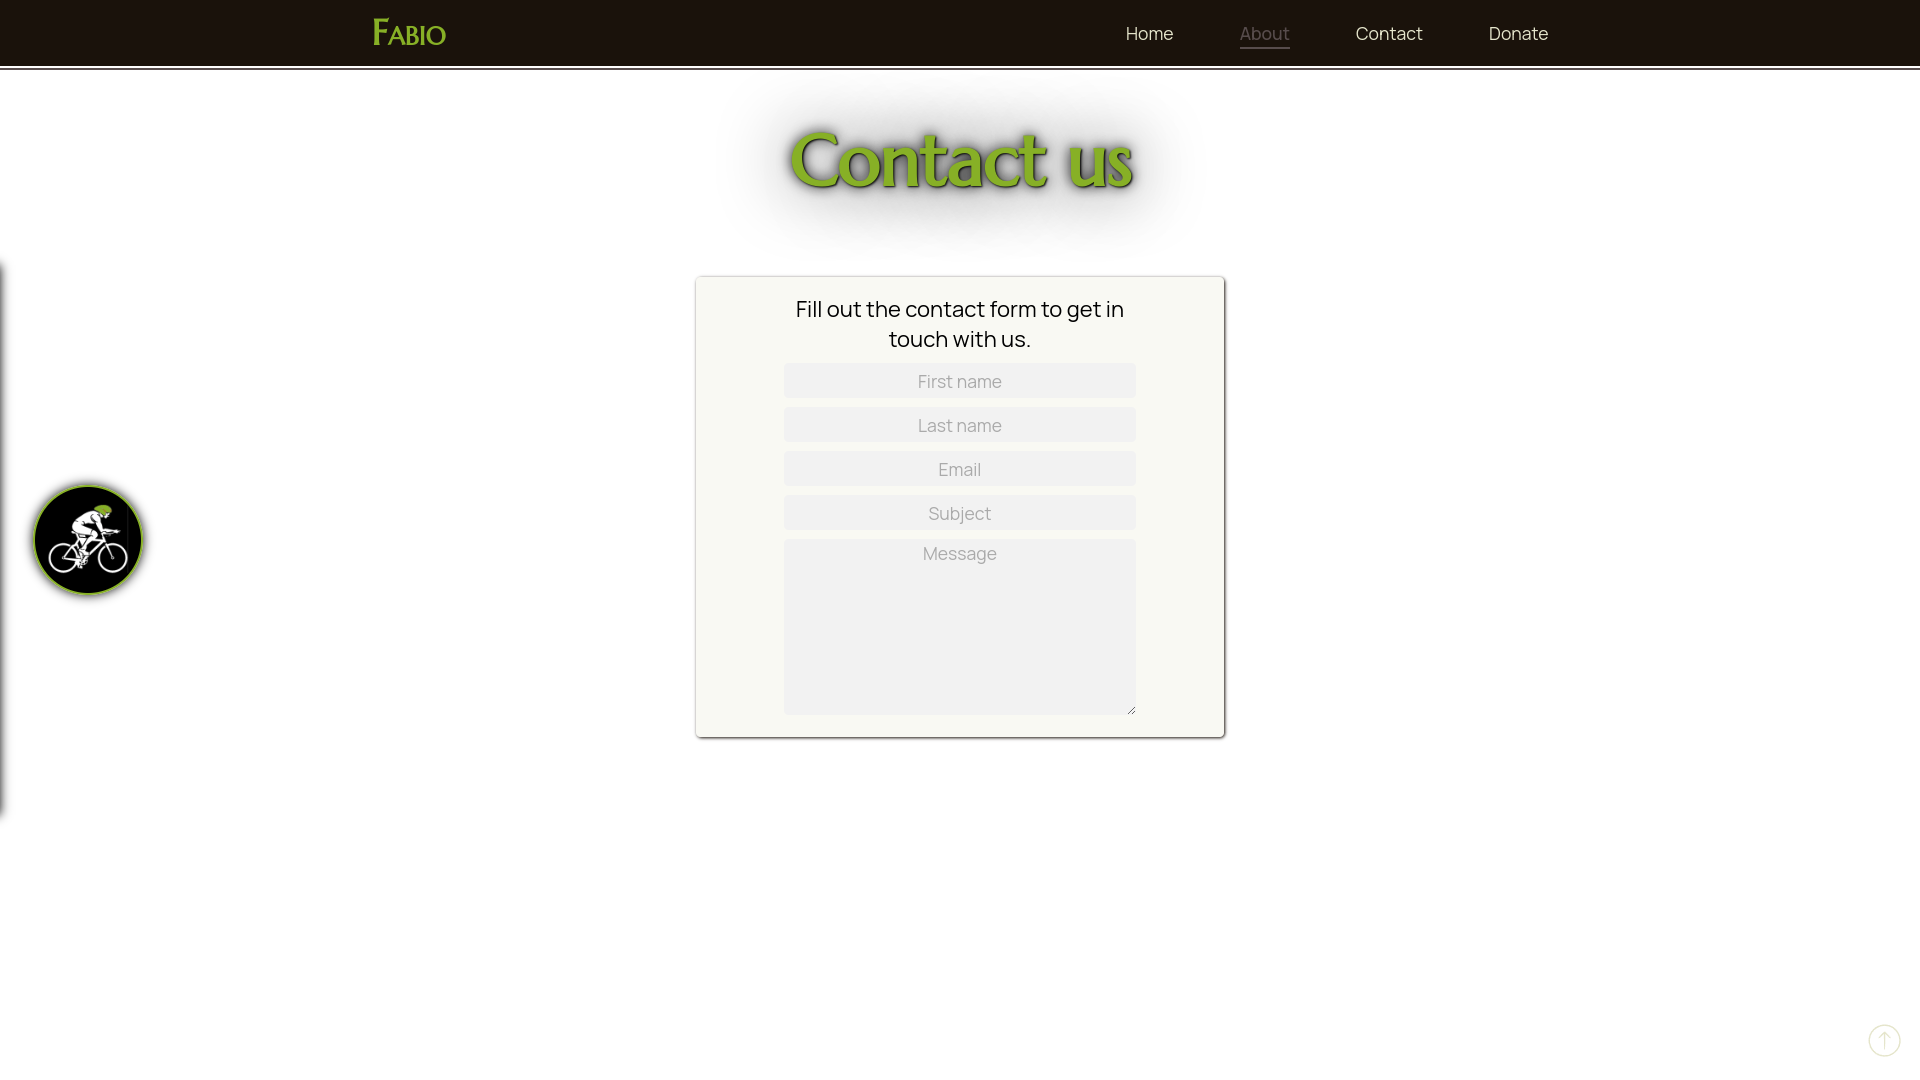 Fabio
Home
About
Contact
Donate
Contact us
Fill out the contact form to get in
touch with us.
First name
Last name
Email
Subject
Message